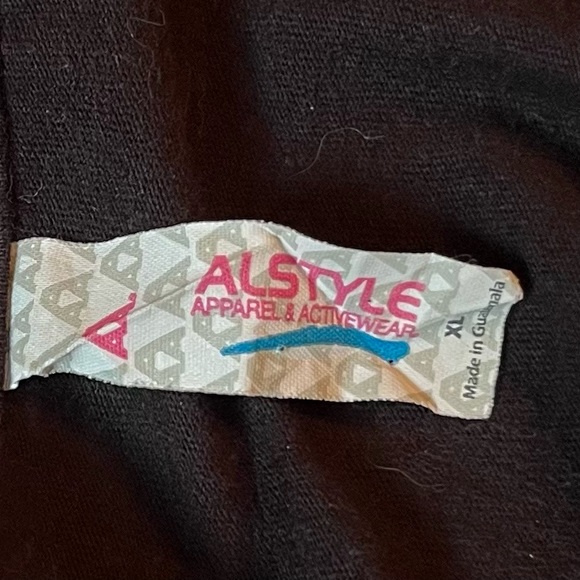 ALSTYLE
APPAREL & ACTIVEWEAR
XL
Made in Guatemala